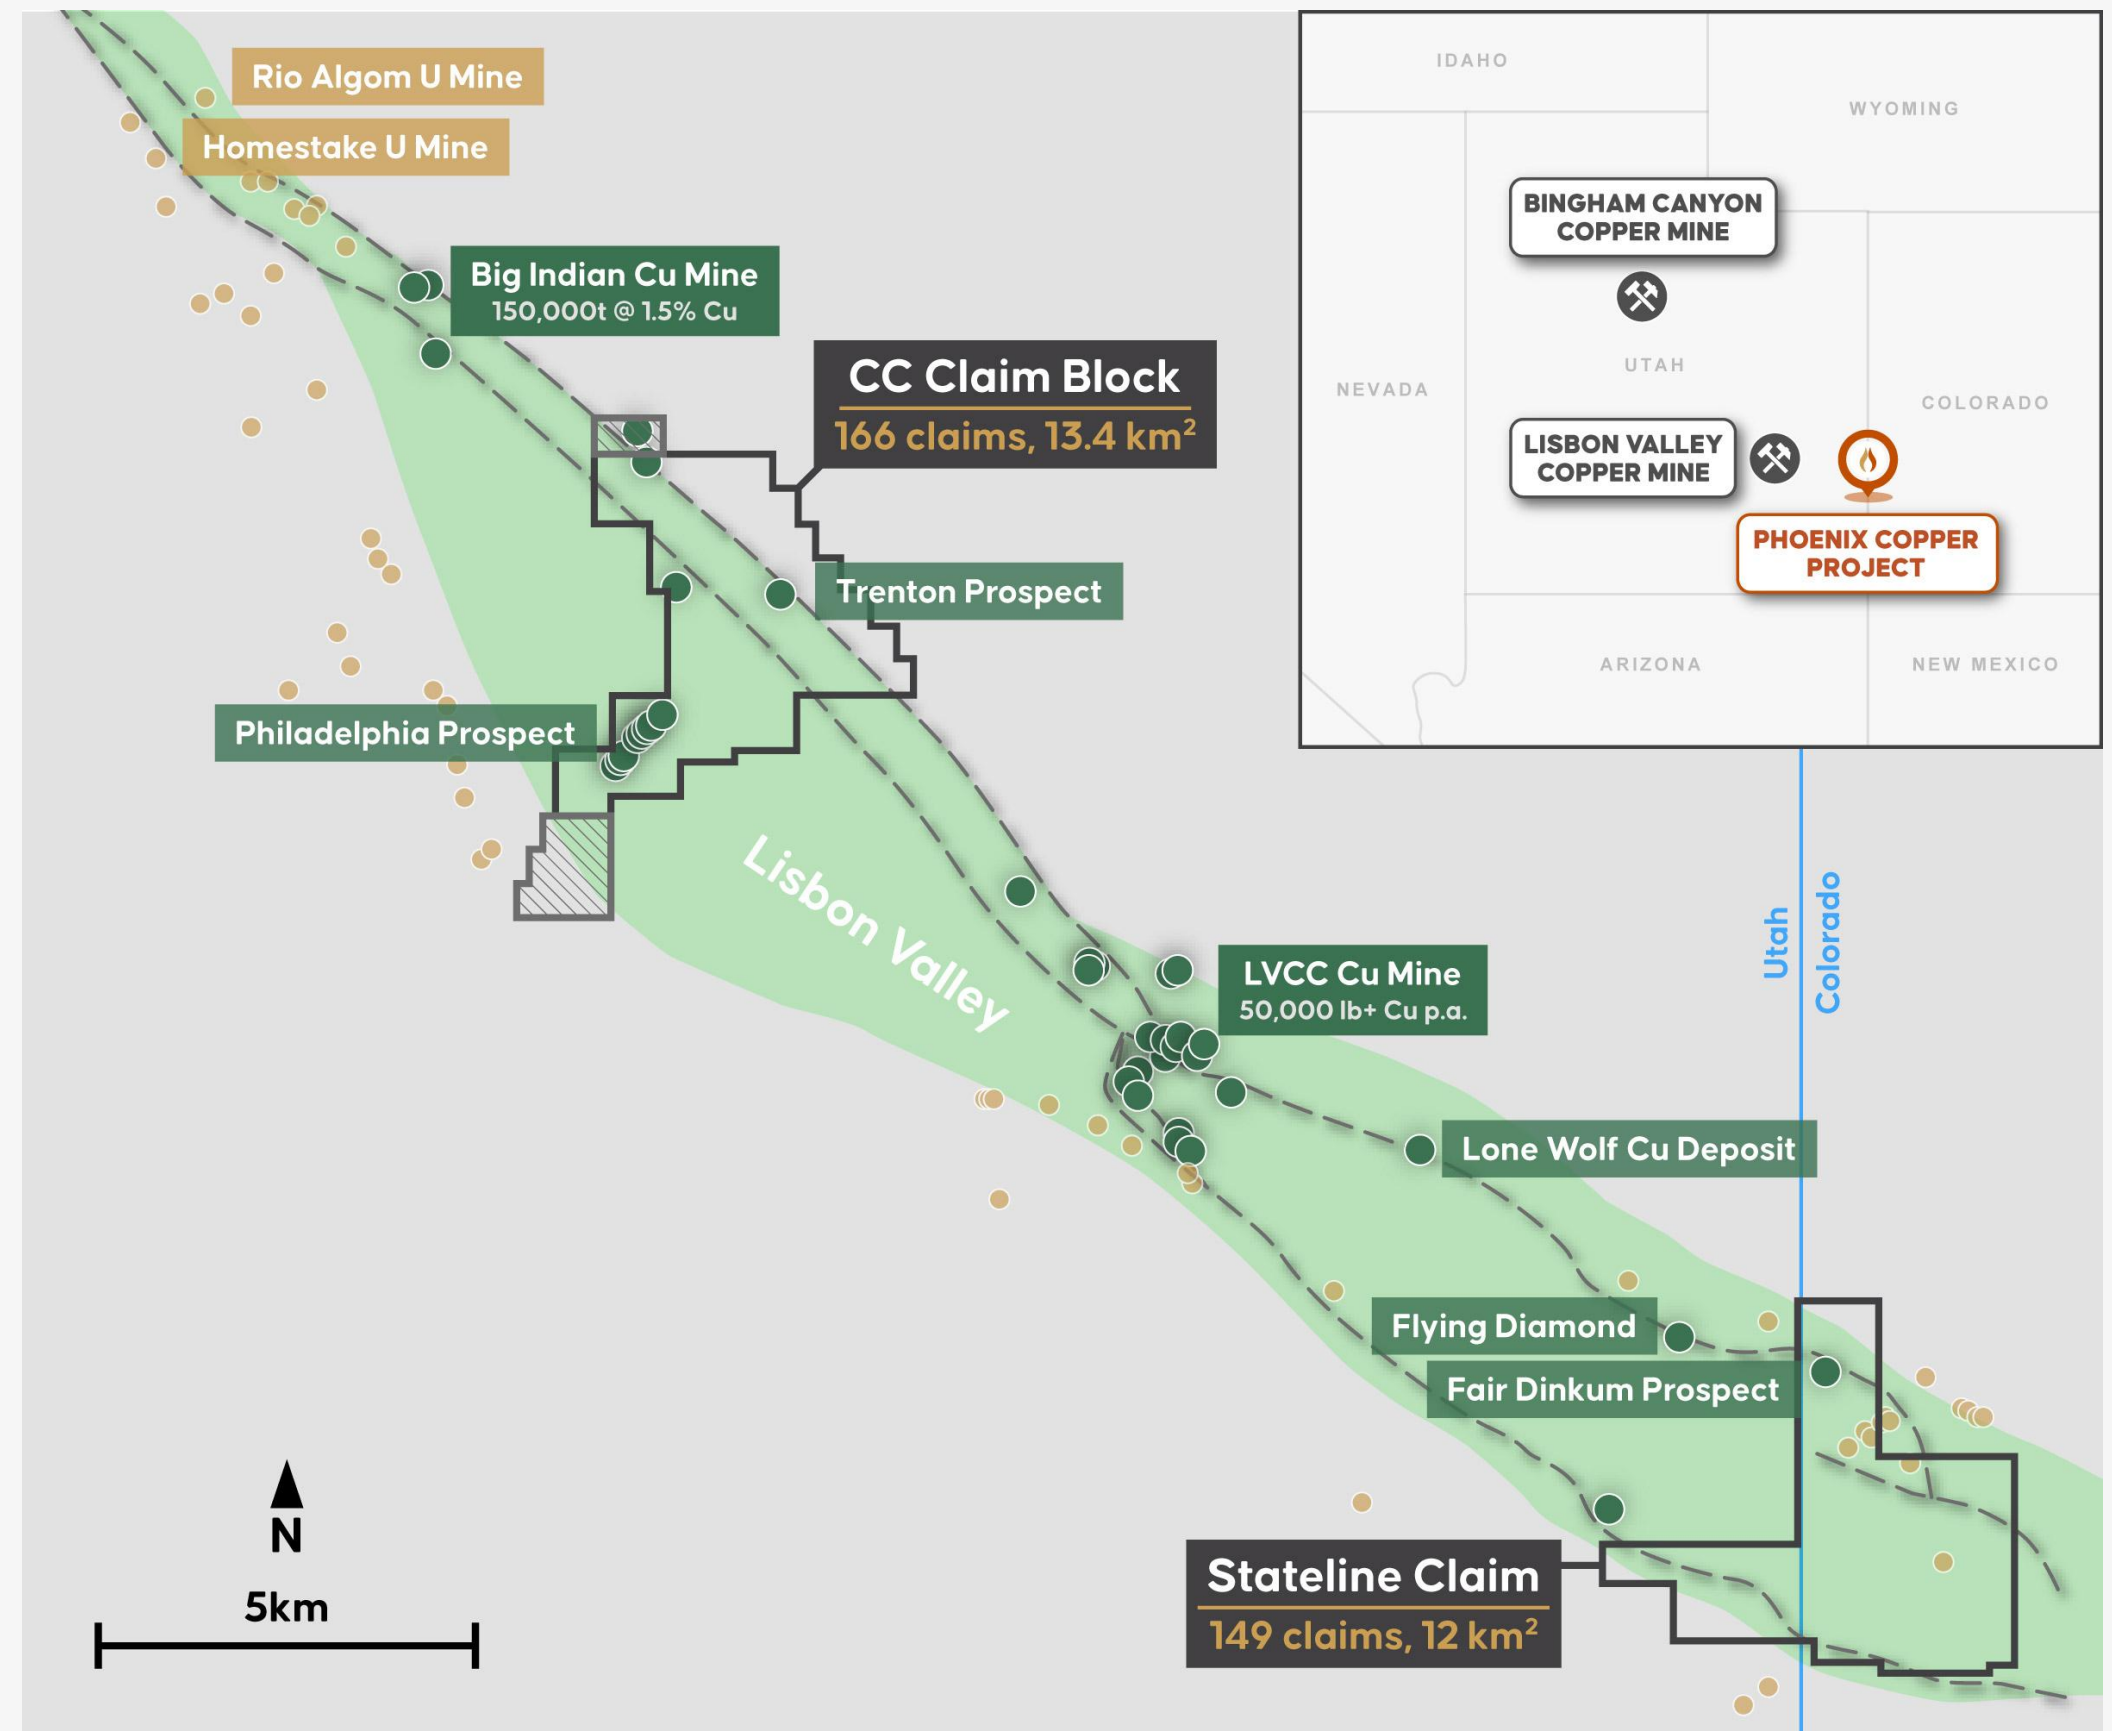 Rio Algom U Mine
Homestake U Mine
Big Indian Cu Mine
150,000t @ 1.5% Cu
CC Claim Block
166 claims, 13.4 km²
Trenton Prospect
Philadelphia Prospect
Lisbon Valley
LVCC Cu Mine
50,000 lb+ Cu p.a.
Lone Wolf Cu Deposit
Flying Diamond
Fair Dinkum Prospect
Stateline Claim
149 claims, 12 km²
Utah
Colorado
N
5km
IDAHO
WYOMING
BINGHAM CANYON
COPPER MINE
UTAH
NEVADA
COLORADO
LISBON VALLEY
COPPER MINE
PHOENIX COPPER
PROJECT
ARIZONA
NEW MEXICO